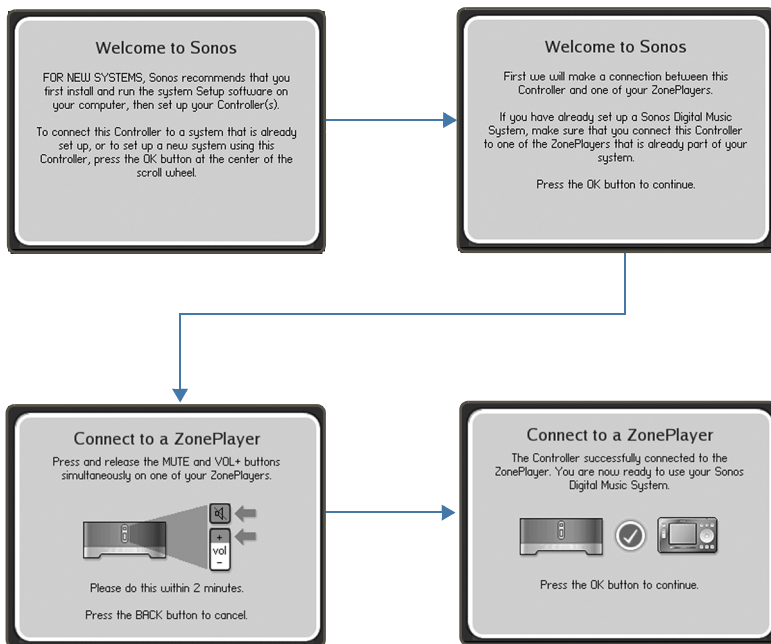 Welcome to Sonos
FOR NEW SYSTEMS, Sonos recommends that you
first install and run the system Setup software on
your computer, then set up your Controller(s).
To connect this Controller to a system that is already
set up, or to set up a new system using this
Controller, press the OK button at the center of the
scroll wheel.
Welcome to Sonos
First we will make a connection between this
Controller and one of your ZonePlayers.
If you have already set up a Sonos Digital Music
System, make sure that you connect this Controller
to one of the ZonePlayers that is already part of your
system.
Press the OK button to continue.
Connect to a ZonePlayer
Press and release the MUTE and VOL+ buttons
simultaneously on one of your ZonePlayers.
+
vol
–
Please do this within 2 minutes.
Press the BACK button to cancel.
Connect to a ZonePlayer
The Controller successfully connected to the
ZonePlayer. You are now ready to use your Sonos
Digital Music System.
Press the OK button to continue.